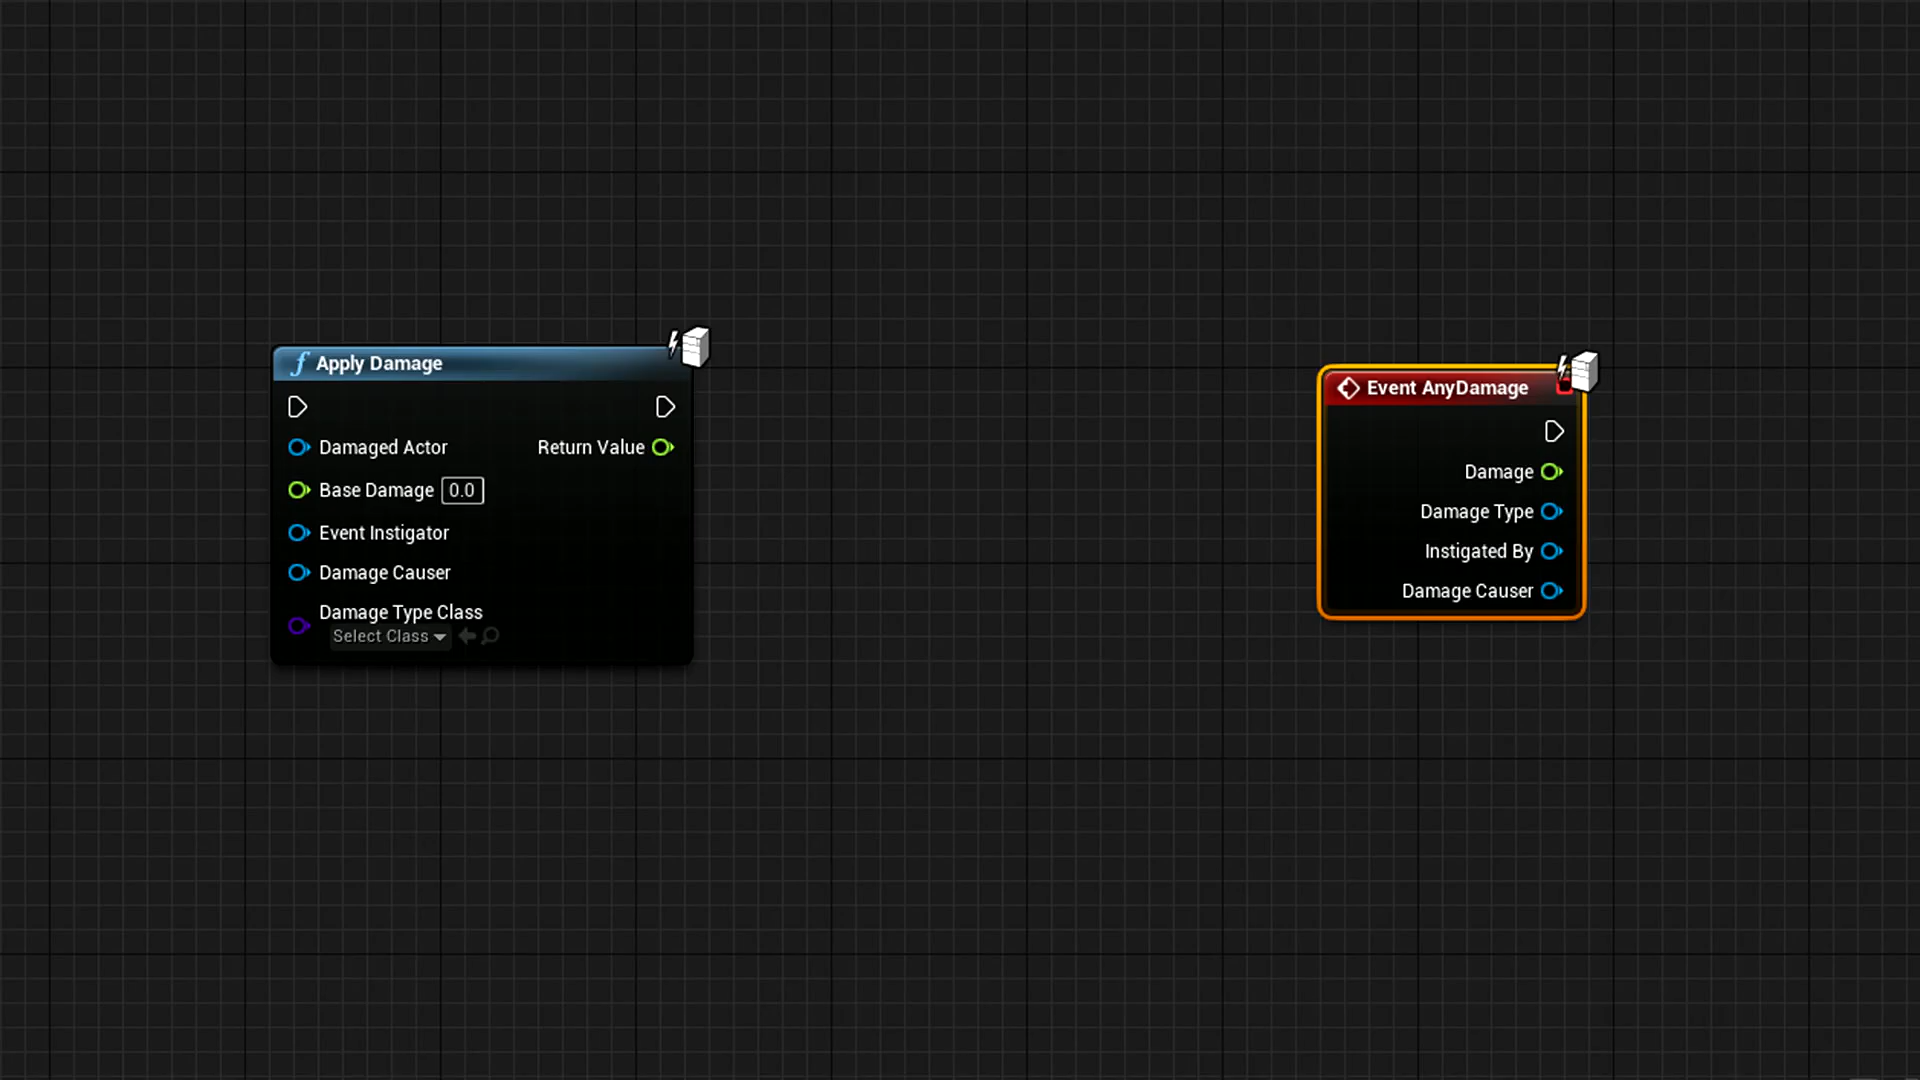 Apply Damage
Damaged Actor
Return Value
Base Damage 0.0
Event Instigator
Damage Causer
Damage Type Class
Select Class
Event AnyDamage
Damage
Damage Type
Instigated By
Damage Causer